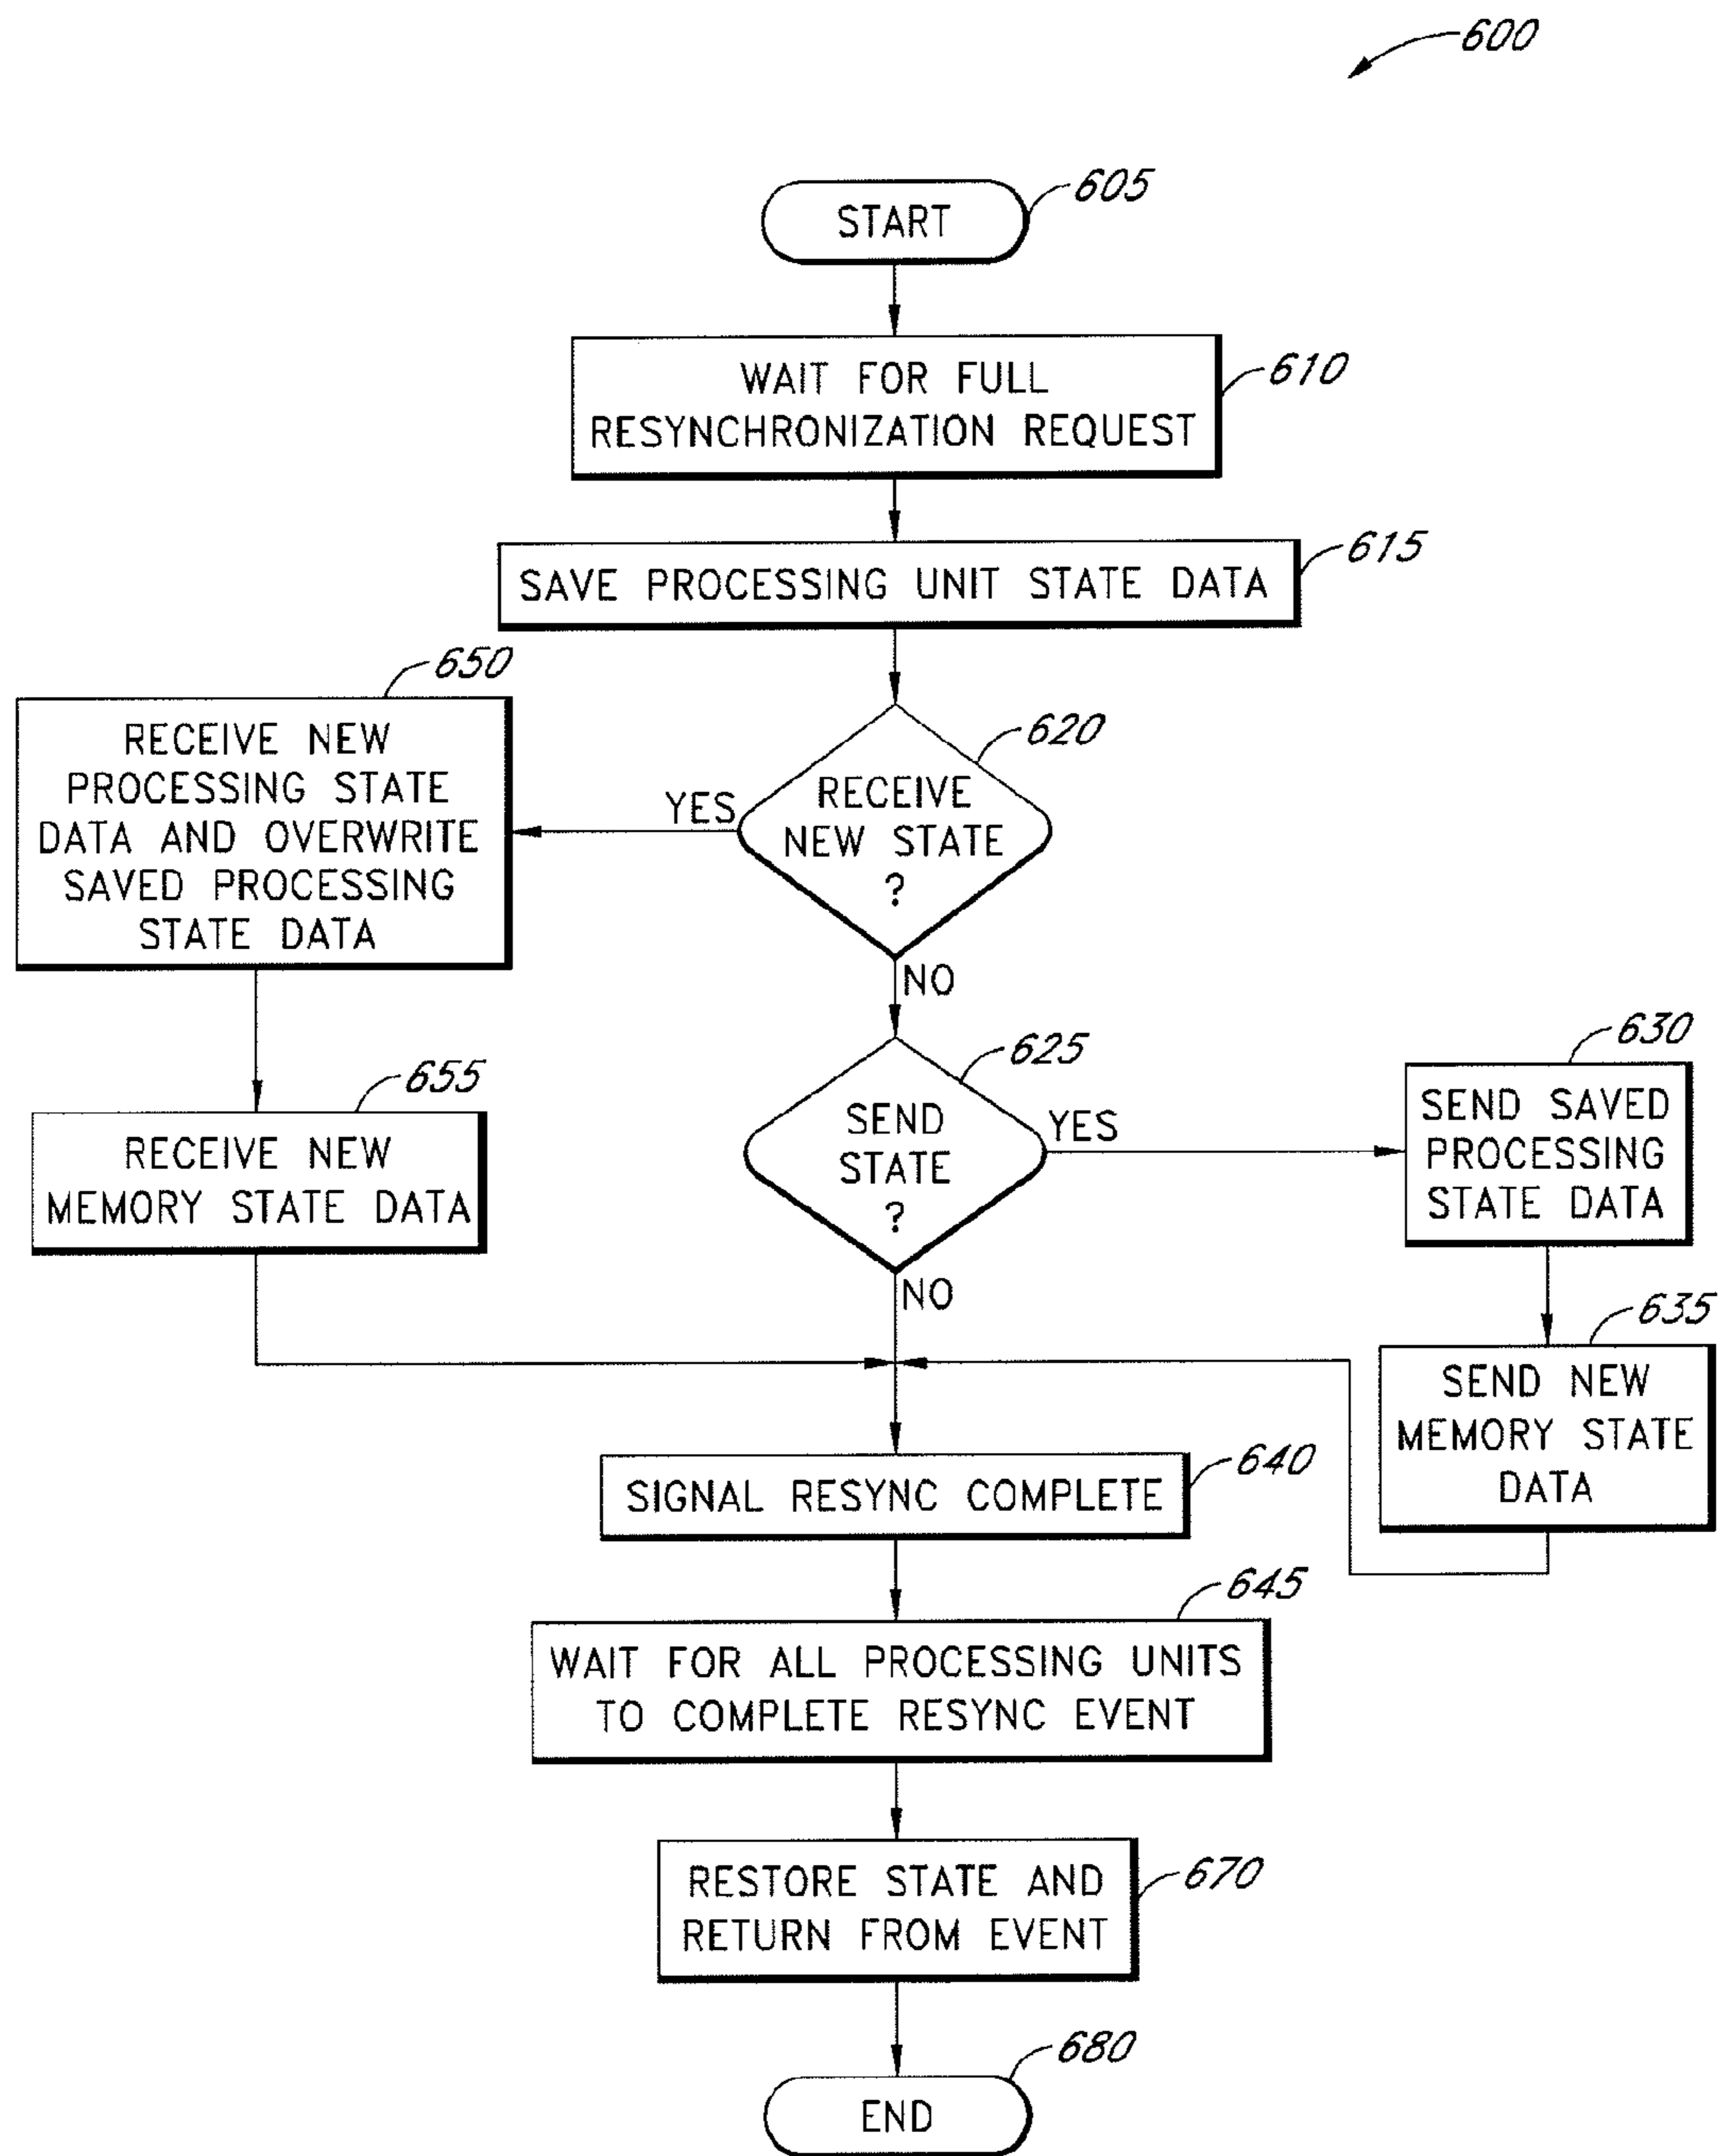 600
START
605
WAIT FOR FULL
RESYNCHRONIZATION REQUEST
610
SAVE PROCESSING UNIT STATE DATA
615
650
RECEIVE NEW
PROCESSING STATE
DATA AND OVERWRITE
SAVED PROCESSING
STATE DATA
YES
620
RECEIVE
NEW STATE
?
NO
655
RECEIVE NEW
MEMORY STATE DATA
625
SEND
STATE
?
YES
NO
630
SEND SAVED
PROCESSING
STATE DATA
635
SEND NEW
MEMORY STATE
DATA
SIGNAL RESYNC COMPLETE
640
645
WAIT FOR ALL PROCESSING UNITS
TO COMPLETE RESYNC EVENT
RESTORE STATE AND
RETURN FROM EVENT
670
680
END